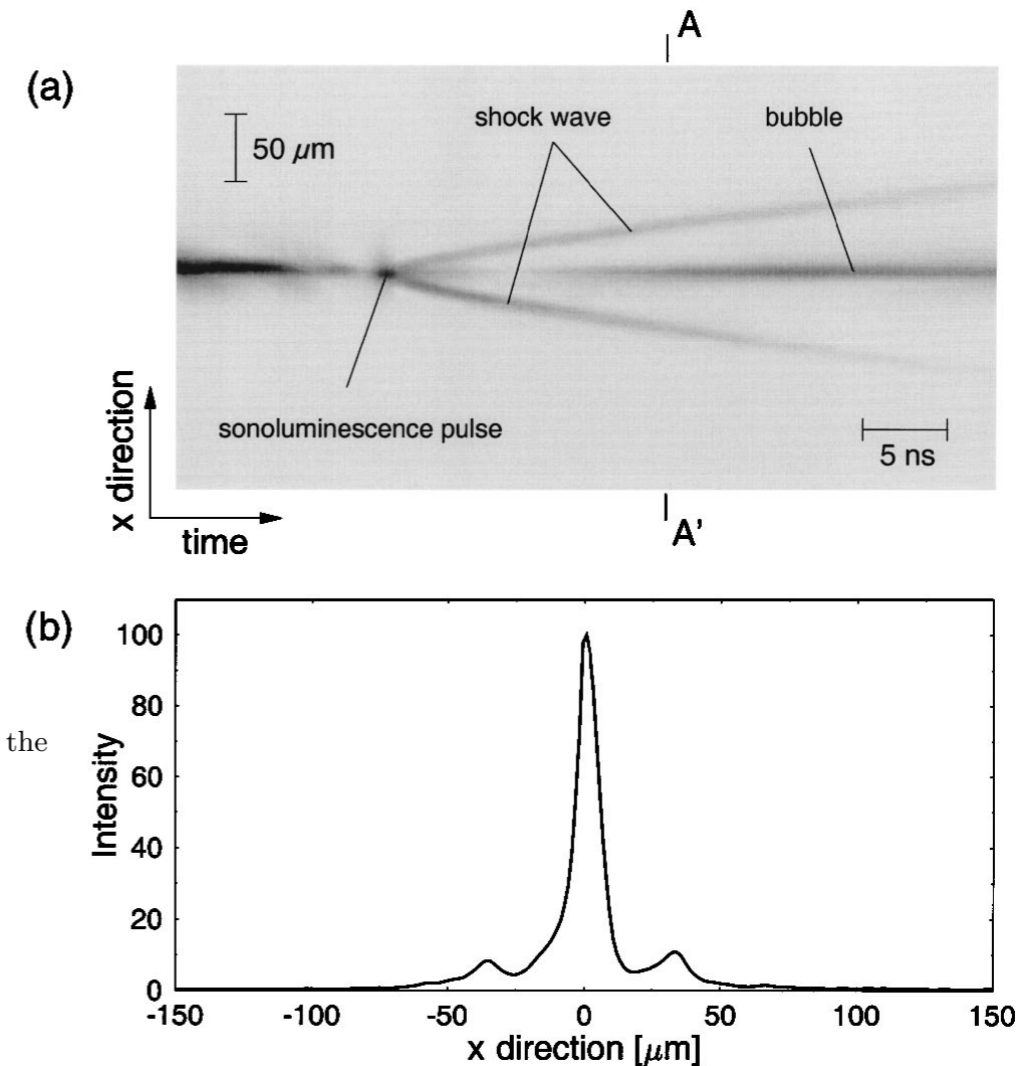 A
(a)
shock wave
bubble
50 μm
sonoluminescence pulse
5 ns
x direction
time
A'
(b)
100
80
60
40
20
0
Intensity
the
-150
-100
-50
0
50
100
150
x direction [μm]